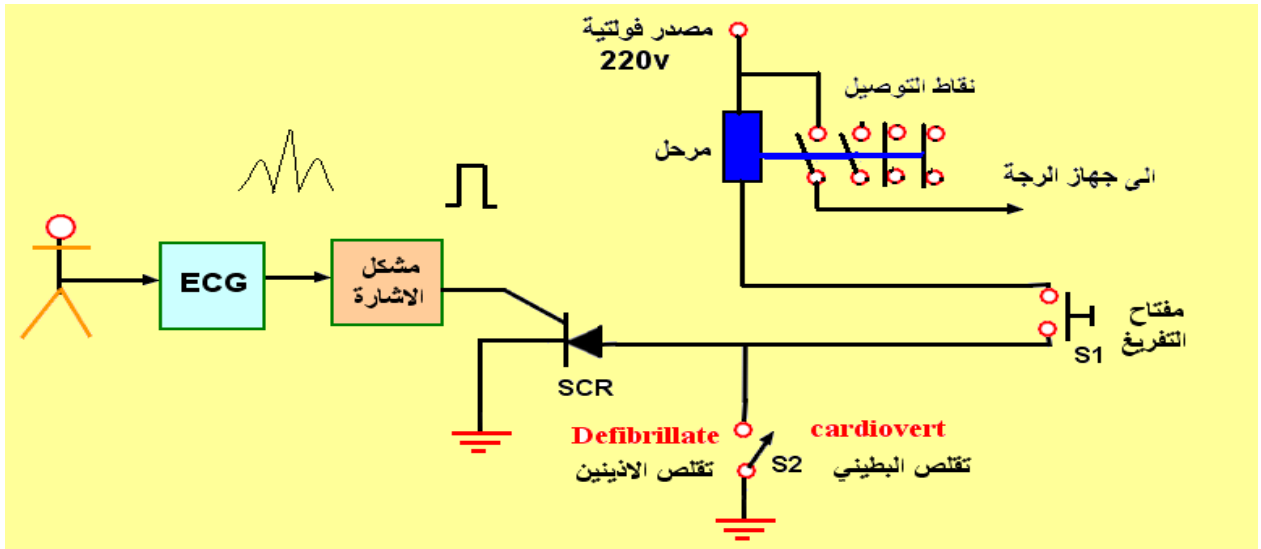 مصدر فولتية
220v
نقاط التوصيل
مرحل
الى جهاز الرجة
ECG
مشكل
الاشارة
مفتاح
التفريغ
S1
SCR
Defibrillate
cardiovert
تقلص الاذينين
S2
تقلص البطيني